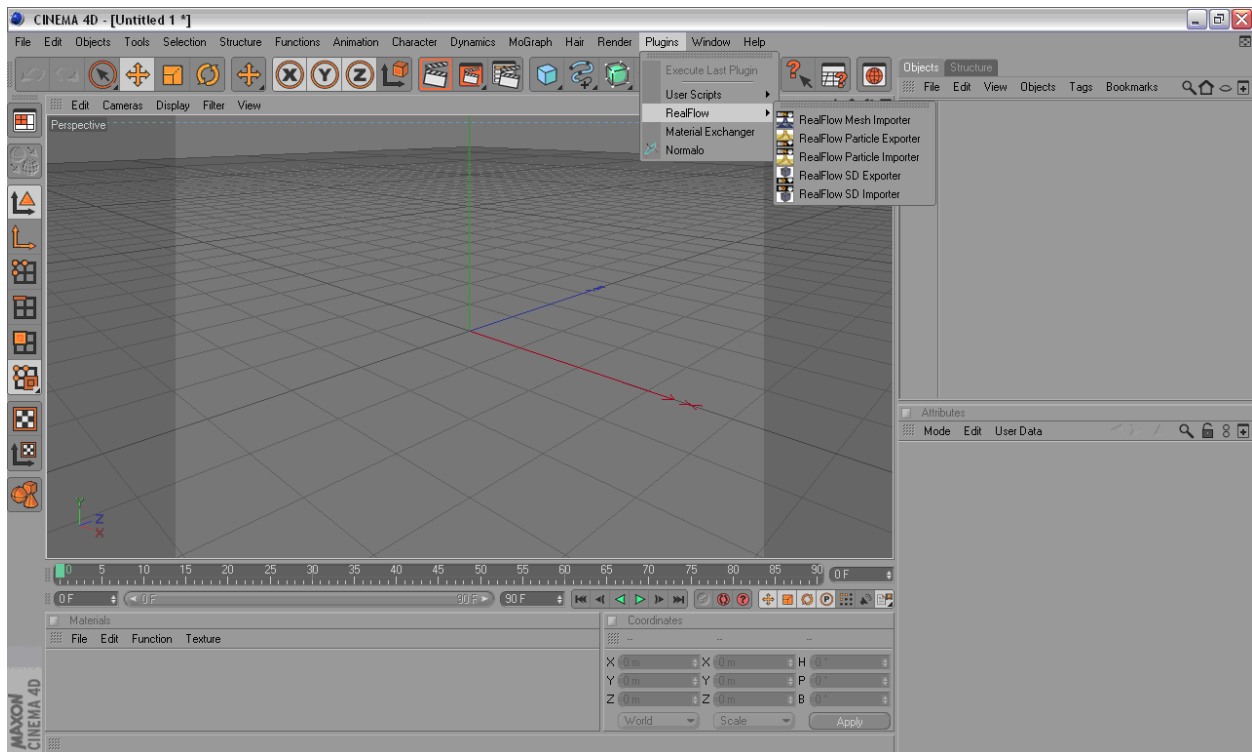 CINEMA 4D - [Untitled 1 *]
File Edit Objects Tools Selection Structure Functions Animation Character Dynamics MoGraph Hair Render Plugins Window Help
Execute Last Plugin
User Scripts
RealFlow
Material Exchanger
Normalo
RealFlow Mesh Importer
RealFlow Particle Exporter
RealFlow Particle Importer
RealFlow SD Exporter
RealFlow SD Importer
Objects Structure
File Edit View Objects Tags Bookmarks
Edit Cameras Display Filter View
Perspective
X Y Z
Y
Z
X
Attributes
Mode Edit User Data
0 5 10 15 20 25 30 35 40 45 50 55 60 65 70 75 80 85 90 0 F
0 F 0 F 90 F 90 F
Materials
File Edit Function Texture
Coordinates
-- -- --
X 0 m X 0 m H 0 °
Y 0 m Y 0 m P 0 °
Z 0 m Z 0 m B 0 °
World Scale Apply
MAXON
CINEMA 4D